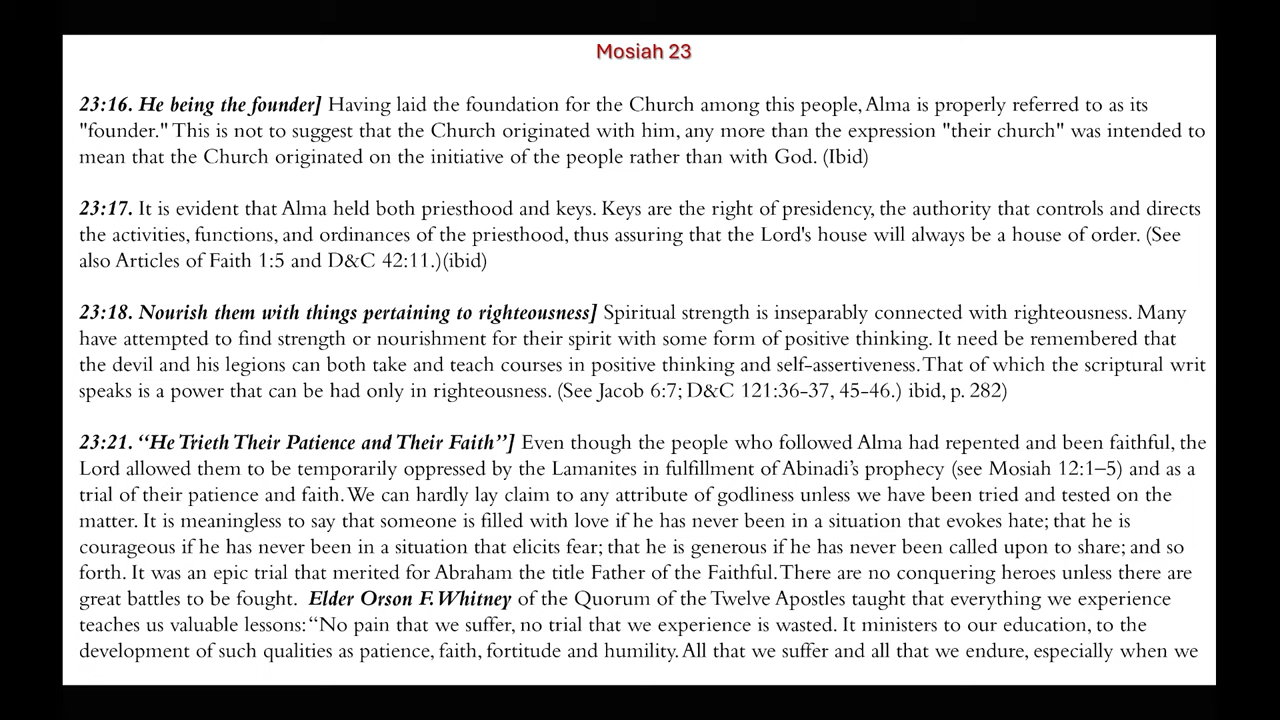 Mosiah 23
23:16. He being the founder] Having laid the foundation for the Church among this people, Alma is properly referred to as its
"founder." This is not to suggest that the Church originated with him, any more than the expression "their church" was intended to
mean that the Church originated on the initiative of the people rather than with God. (Ibid)
23:17. It is evident that Alma held both priesthood and keys. Keys are the right of presidency, the authority that controls and directs
the activities, functions, and ordinances of the priesthood, thus assuring that the Lord's house will always be a house of order. (See
also Articles of Faith 1:5 and D&C 42:11.)(ibid)
23:18. Nourish them with things pertaining to righteousness] Spiritual strength is inseparably connected with righteousness. Many
have attempted to find strength or nourishment for their spirit with some form of positive thinking. It need be remembered that
the devil and his legions can both take and teach courses in positive thinking and self-assertiveness. That of which the scriptural writ
speaks is a power that can be had only in righteousness. (See Jacob 6:7; D&C 121:36-37, 45-46.) ibid, p. 282)
23:21. “He Trieth Their Patience and Their Faith”] Even though the people who followed Alma had repented and been faithful, the
Lord allowed them to be temporarily oppressed by the Lamanites in fulfillment of Abinadi’s prophecy (see Mosiah 12:1–5) and as a
trial of their patience and faith. We can hardly lay claim to any attribute of godliness unless we have been tried and tested on the
matter. It is meaningless to say that someone is filled with love if he has never been in a situation that evokes hate; that he is
courageous if he has never been in a situation that elicits fear; that he is generous if he has never been called upon to share; and so
forth. It was an epic trial that merited for Abraham the title Father of the Faithful. There are no conquering heroes unless there are
great battles to be fought. Elder Orson F. Whitney of the Quorum of the Twelve Apostles taught that everything we experience
teaches us valuable lessons: “No pain that we suffer, no trial that we experience is wasted. It ministers to our education, to the
development of such qualities as patience, faith, fortitude and humility. All that we suffer and all that we endure, especially when we